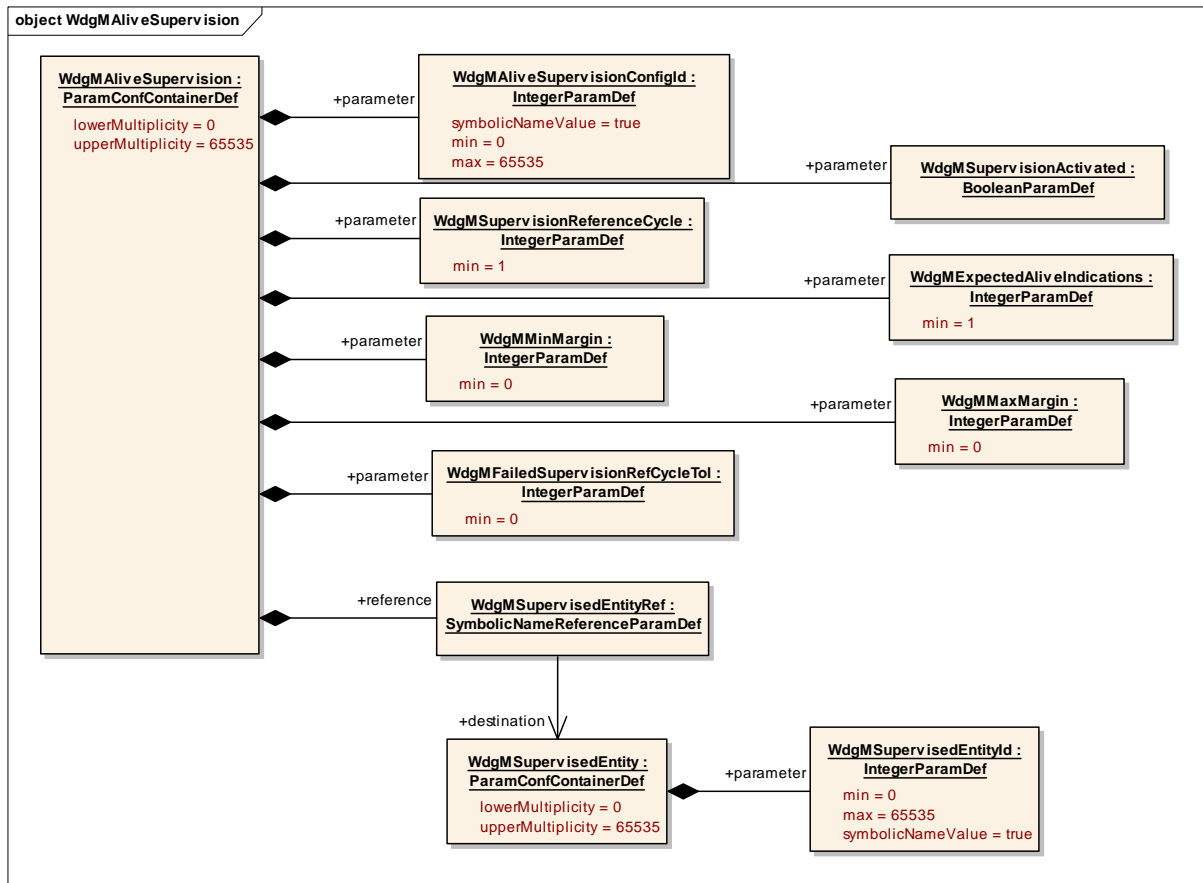 object WdgMAliveSupervision
WdgMAliveSupervision :
ParamConfContainerDef
lowerMultiplicity = 0
upperMultiplicity = 65535
+parameter
WdgMAliveSupervisionConfigId :
IntegerParamDef
symbolicNameValue = true
min = 0
max = 65535
+parameter
WdgMSupervisionActivated :
BooleanParamDef
+parameter
WdgMSupervisionReferenceCycle :
IntegerParamDef
min = 1
+parameter
WdgMExpectedAliveIndications :
IntegerParamDef
min = 1
+parameter
WdgMMinMargin :
IntegerParamDef
min = 0
+parameter
WdgMMaxMargin :
IntegerParamDef
min = 0
+parameter
WdgMFailedSupervisionRefCycleTol :
IntegerParamDef
min = 0
+reference
WdgMSupervisedEntityRef :
SymbolicNameReferenceParamDef
+destination
WdgMSupervisedEntity :
ParamConfContainerDef
lowerMultiplicity = 0
upperMultiplicity = 65535
+parameter
WdgMSupervisedEntityId :
IntegerParamDef
min = 0
max = 65535
symbolicNameValue = true